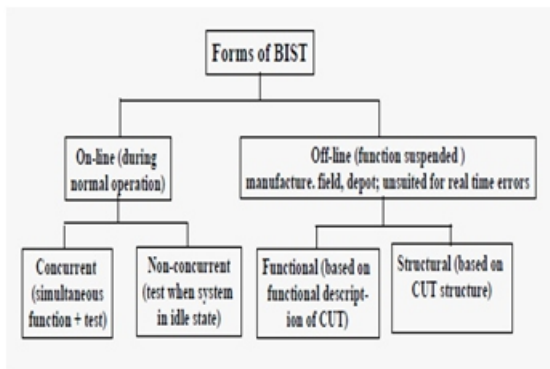 Forms of BIST
On-line (during
normal operation)
Off-line (function suspended )
manufacture. field, depot; unsuited for real time errors
Concurrent
(simultaneous
function + test)
Non-concurrent
(test when system
in idle state)
Functional (based on
functional descript-
ion of CUT)
Structural (based on
CUT structure)